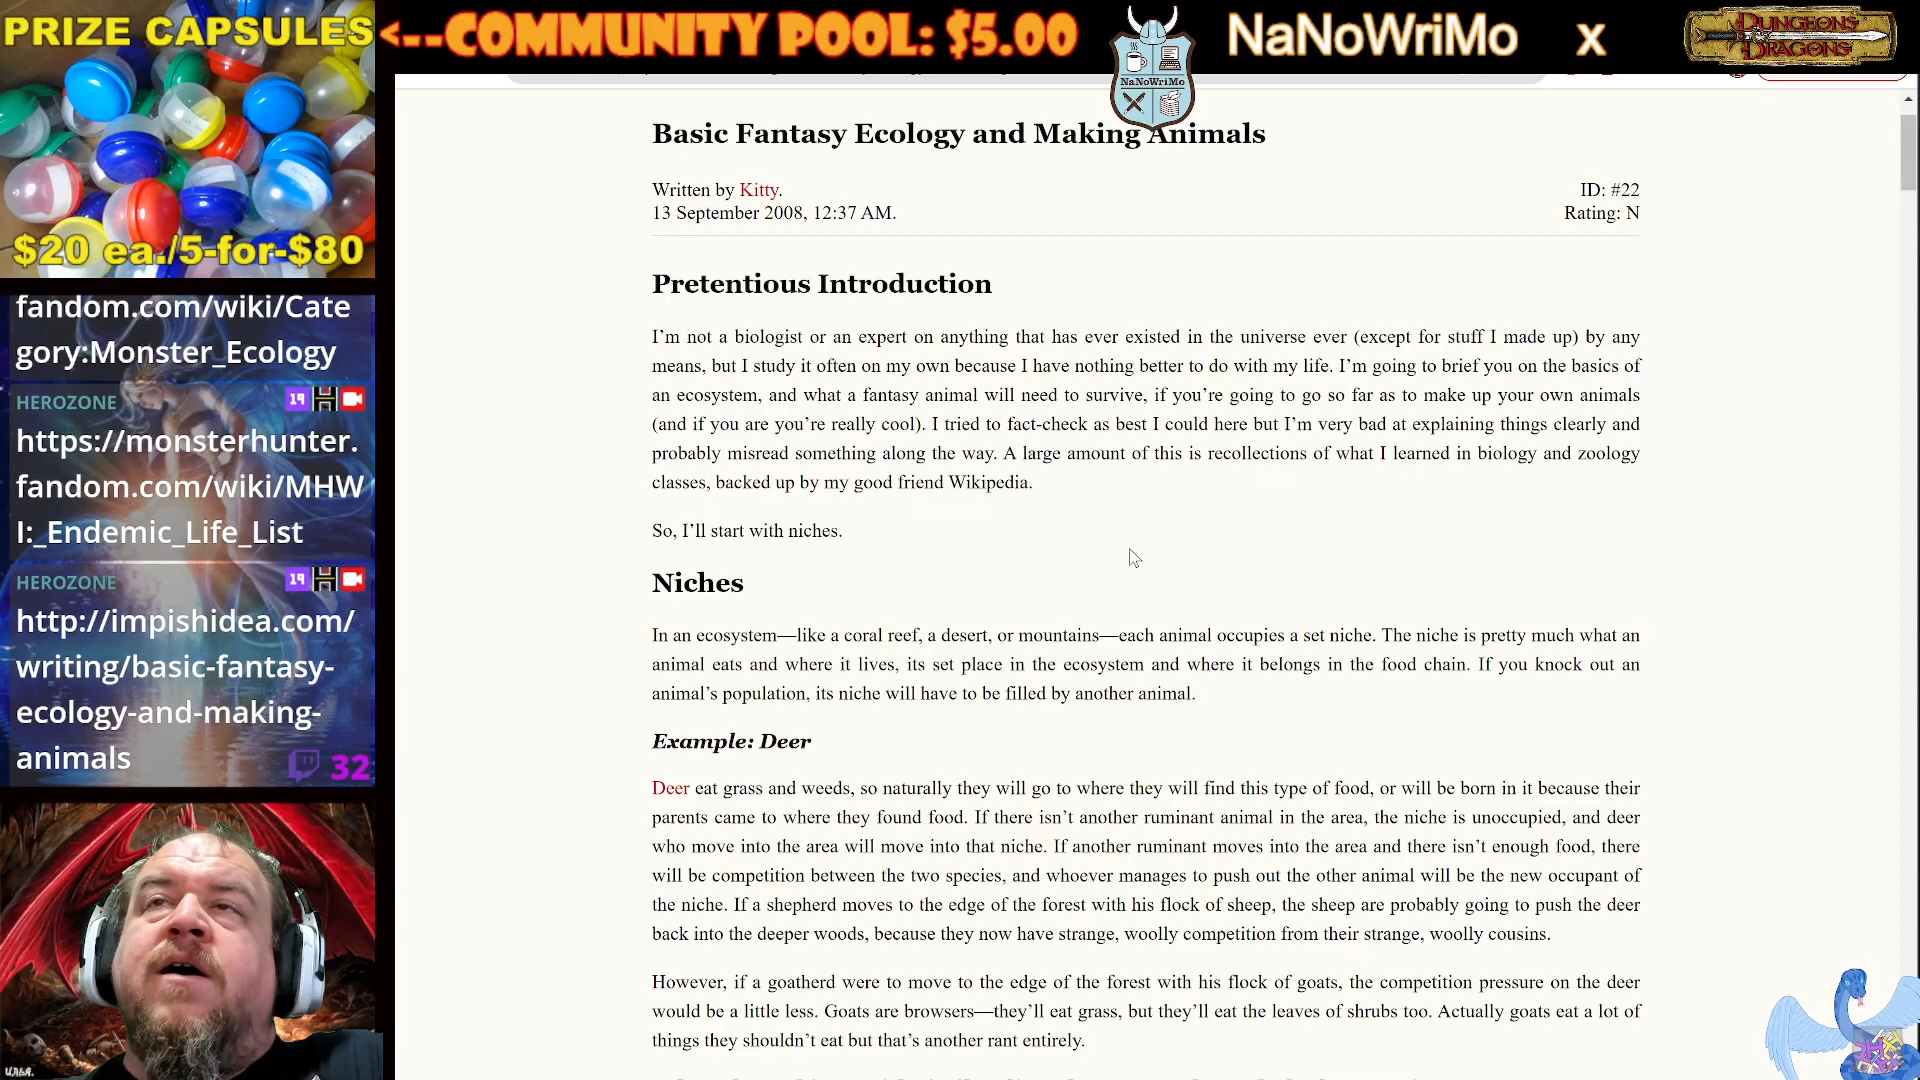 PRIZE CAPSULES
<--COMMUNITY POOL: $5.00
NaNoWriMo
NaNoWriMo x
DUNGEONS
DRAGONS
$20 ea./5-for-$80
fandom.com/wiki/Cate
gory:Monster_Ecology
HEROZONE 19
https://monsterhunter.
fandom.com/wiki/MHW
I:_Endemic_Life_List
HEROZONE 19
http://impishidea.com/
writing/basic-fantasy-
ecology-and-making-
animals
32
Basic Fantasy Ecology and Making Animals
Written by Kitty. ID: #22
13 September 2008, 12:37 AM. Rating: N
Pretentious Introduction
I’m not a biologist or an expert on anything that has ever existed in the universe ever (except for stuff I made up) by any
means, but I study it often on my own because I have nothing better to do with my life. I’m going to brief you on the basics of
an ecosystem, and what a fantasy animal will need to survive, if you’re going to go so far as to make up your own animals
(and if you are you’re really cool). I tried to fact-check as best I could here but I’m very bad at explaining things clearly and
probably misread something along the way. A large amount of this is recollections of what I learned in biology and zoology
classes, backed up by my good friend Wikipedia.
So, I’ll start with niches.
Niches
In an ecosystem—like a coral reef, a desert, or mountains—each animal occupies a set niche. The niche is pretty much what an
animal eats and where it lives, its set place in the ecosystem and where it belongs in the food chain. If you knock out an
animal’s population, its niche will have to be filled by another animal.
Example: Deer
Deer eat grass and weeds, so naturally they will go to where they will find this type of food, or will be born in it because their
parents came to where they found food. If there isn’t another ruminant animal in the area, the niche is unoccupied, and deer
who move into the area will move into that niche. If another ruminant moves into the area and there isn’t enough food, there
will be competition between the two species, and whoever manages to push out the other animal will be the new occupant of
the niche. If a shepherd moves to the edge of the forest with his flock of sheep, the sheep are probably going to push the deer
back into the deeper woods, because they now have strange, woolly competition from their strange, woolly cousins.
However, if a goatherd were to move to the edge of the forest with his flock of goats, the competition pressure on the deer
would be a little less. Goats are browsers—they’ll eat grass, but they’ll eat the leaves of shrubs too. Actually goats eat a lot of
things they shouldn’t eat but that’s another rant entirely.